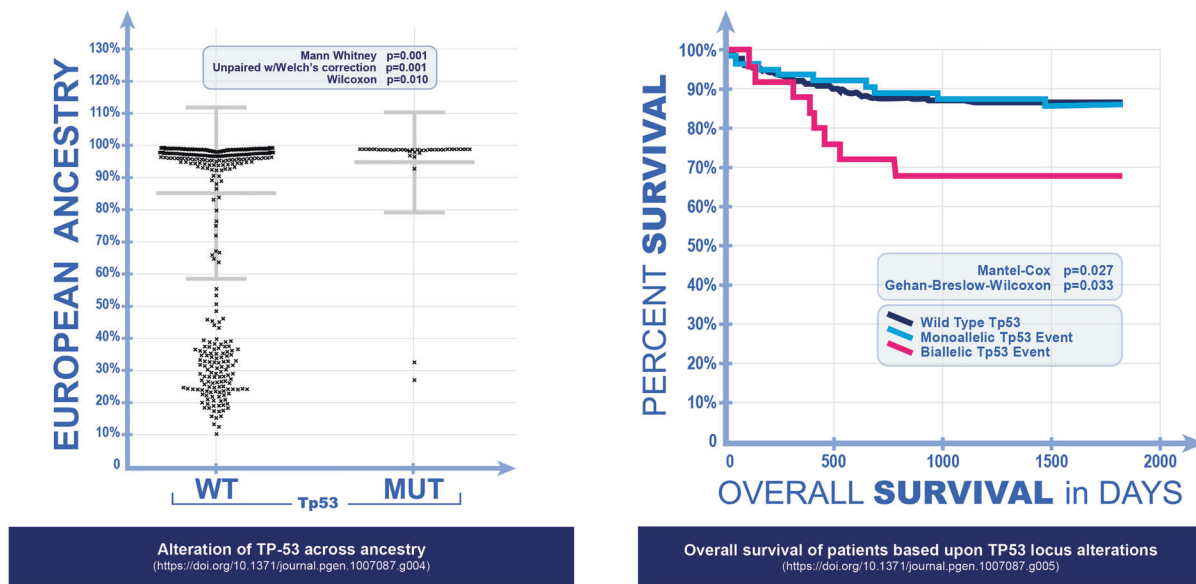 EUROPEAN ANCESTRY
130%
120%
110%
100%
90%
80%
70%
60%
50%
40%
30%
20%
10%
0
Mann Whitney p=0.001
Unpaired w/Welch's correction p=0.001
Wilcoxon p=0.010
WT MUT
Tp53
Alteration of TP-53 across ancestry
(https://doi.org/10.1371/journal.pgen.1007087.g004)
PERCENT SURVIVAL
100%
90%
80%
70%
60%
50%
40%
30%
20%
10%
0
Mantel-Cox p=0.027
Gehan-Breslow-Wilcoxon p=0.033
Wild Type Tp53
Monoallelic Tp53 Event
Biallelic Tp53 Event
0 500 1000 1500 2000
OVERALL SURVIVAL in DAYS
Overall survival of patients based upon TP53 locus alterations
(https://doi.org/10.1371/journal.pgen.1007087.g005)